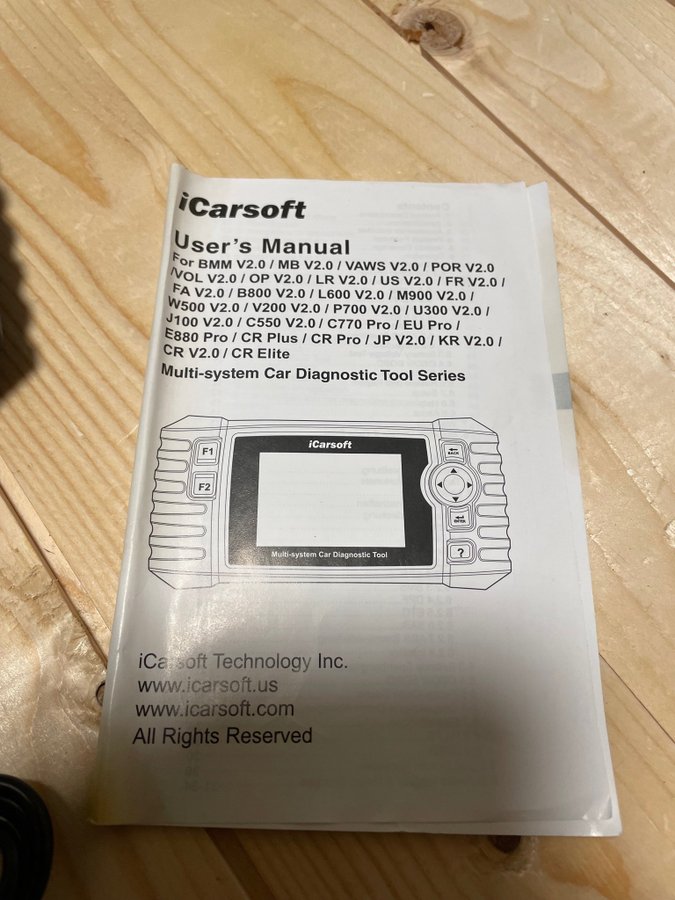 iCarsoft
User's Manual
For BMM V2.0 / MB V2.0 / VAWS V2.0 / POR V2.0
/VOL V2.0 / OP V2.0 / LR V2.0 / US V2.0 / FR V2.0 /
FA V2.0 / B800 V2.0 / L600 V2.0 / M900 V2.0 /
W500 V2.0 / V200 V2.0 / P700 V2.0 / U300 V2.0 /
J100 V2.0 / C550 V2.0 / C770 Pro / EU Pro /
E880 Pro / CR Plus / CR Pro / JP V2.0 / KR V2.0 /
CR V2.0 / CR Elite
Multi-system Car Diagnostic Tool Series
iCarsoft
F1
F2
BACK
ENTER
?
Multi-system Car Diagnostic Tool
iCarsoft Technology Inc.
www.icarsoft.us
www.icarsoft.com
All Rights Reserved